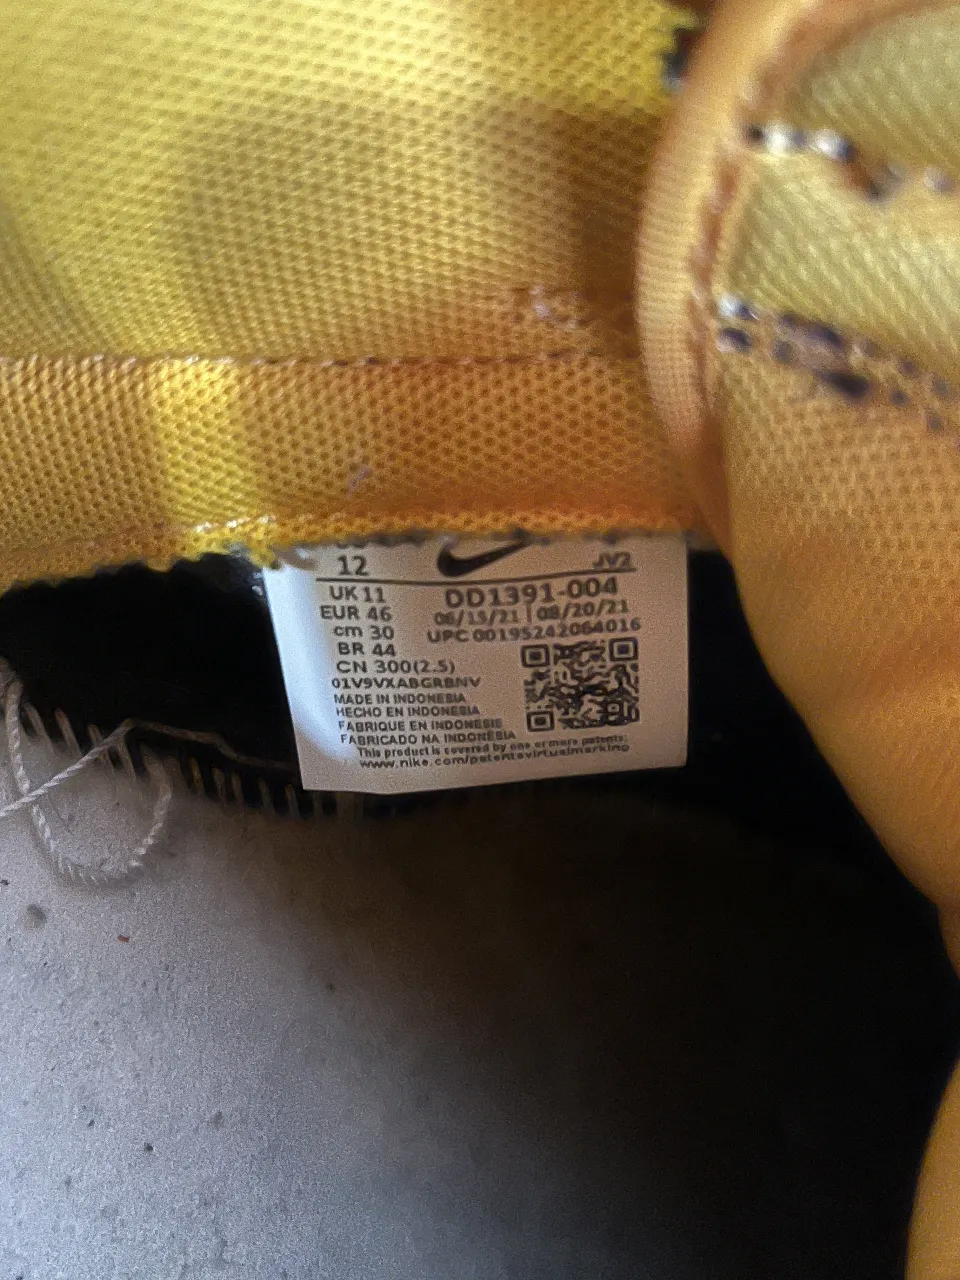 12
JV2
UK 11
DD1391-004
EUR 46
06/15/21 | 08/20/21
cm 30
UPC 00195242064016
BR 44
CN 300(2.5)
01V9VXABGRBNV
MADE IN INDONESIA
HECHO EN INDONESIA
FABRIQUE EN INDONESIE
FABRICADO NA INDONESIA
This product is covered by one or more patents:
www.nike.com/patentsvirtualmarking